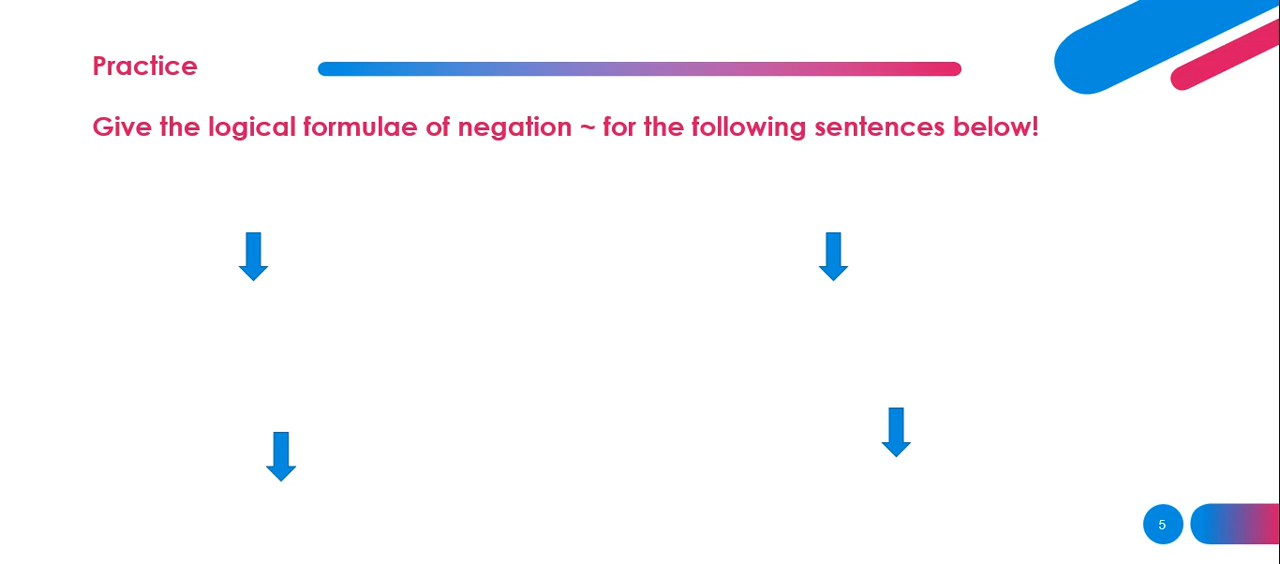 Practice
Give the logical formulae of negation ~ for the following sentences below!
5